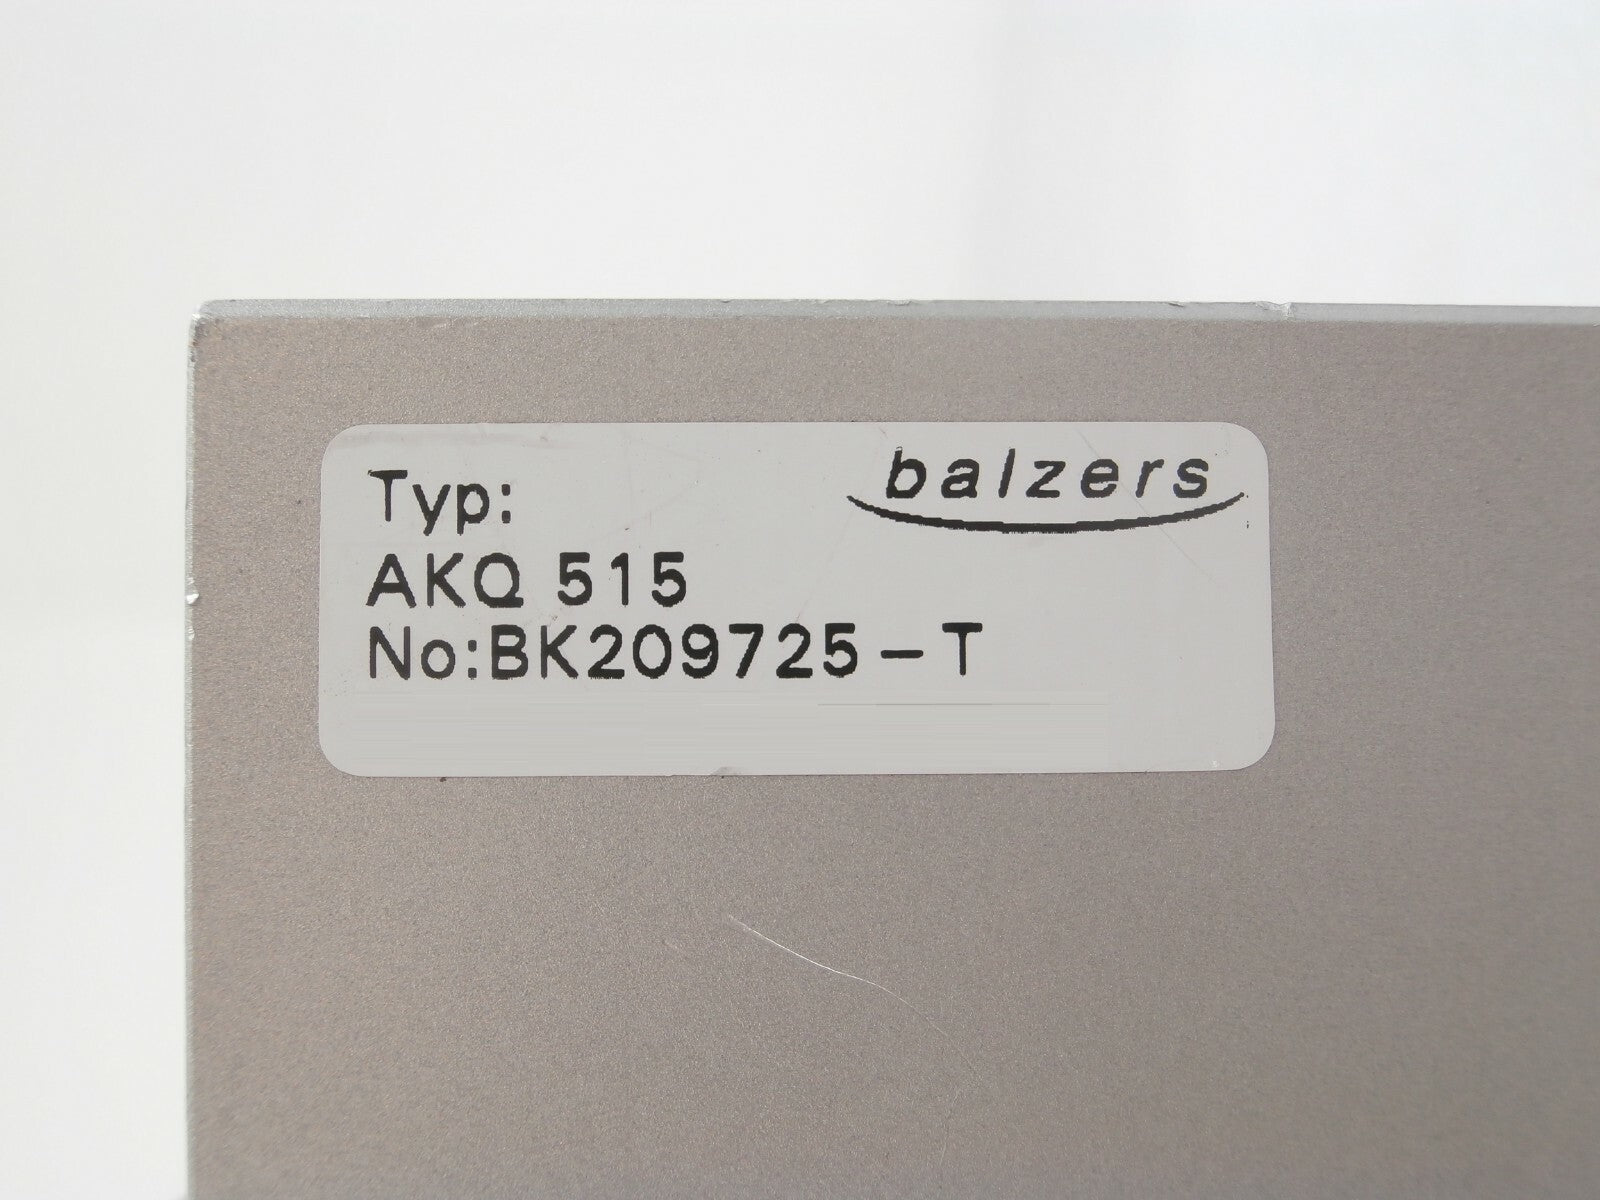 balzers
Typ:
AKQ 515
No:BK209725-T